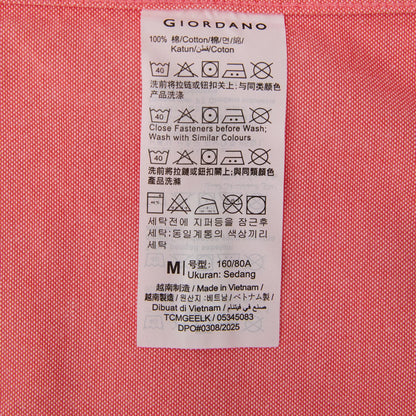 GIORDANO
100% 棉/Cotton/棉/면/綿/
Katun/قطن/Coton
40
洗前将拉链或钮扣关上;与同类颜色
产品洗涤
40
Close Fasteners before Wash;
Wash with Similar Colours
40
洗前將拉鏈或鈕扣關上;與同類顏色
產品洗滌
세탁전에 지퍼등을 잠근후
세탁:동일계통의 색상끼리
세탁
M 号型: 160/80A
Ukuran: Sedang
越南制造 / Made in Vietnam /
越南製造 / 원산지 :베트남 / ベトナム製 /
Dibuat di Vietnam / صنع في فيتنام
TCMGEELK / 05345083
DPO#0308/2025